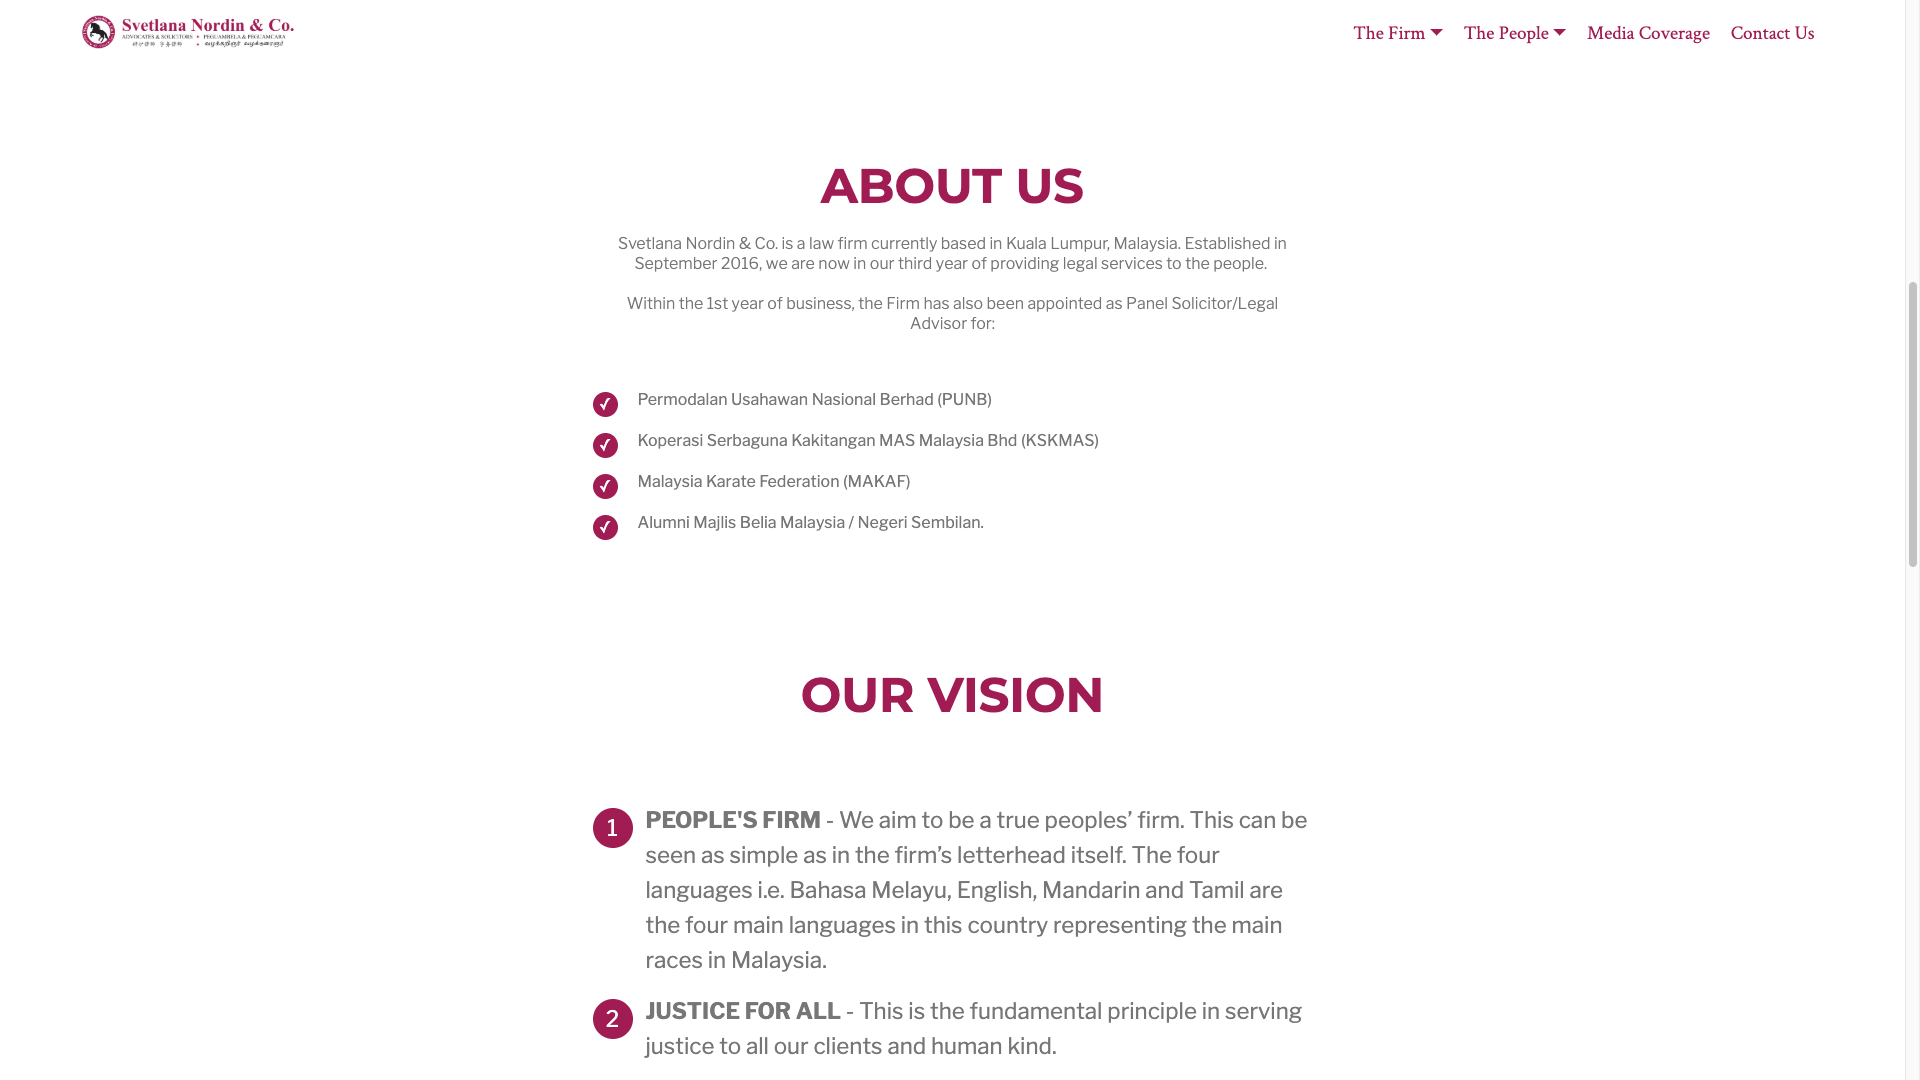 Svetlana Nordin & Co.
ADVOCATES & SOLICITORS • PEGUAMBELA & PEGUAMCARA
The Firm
The People
Media Coverage
Contact Us
ABOUT US
Svetlana Nordin & Co. is a law firm currently based in Kuala Lumpur, Malaysia. Established in
September 2016, we are now in our third year of providing legal services to the people.
Within the 1st year of business, the Firm has also been appointed as Panel Solicitor/Legal
Advisor for:
Permodalan Usahawan Nasional Berhad (PUNB)
Koperasi Serbaguna Kakitangan MAS Malaysia Bhd (KSKMAS)
Malaysia Karate Federation (MAKAF)
Alumni Majlis Belia Malaysia / Negeri Sembilan.
OUR VISION
1 PEOPLE'S FIRM - We aim to be a true peoples’ firm. This can be
seen as simple as in the firm’s letterhead itself. The four
languages i.e. Bahasa Melayu, English, Mandarin and Tamil are
the four main languages in this country representing the main
races in Malaysia.
2 JUSTICE FOR ALL - This is the fundamental principle in serving
justice to all our clients and human kind.